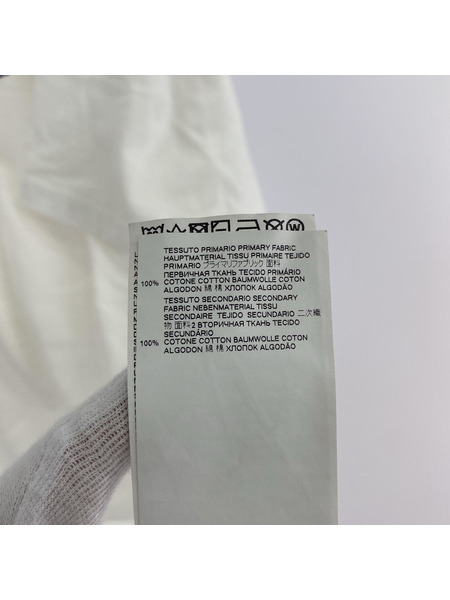 TESSUTO PRIMARIO PRIMARY FABRIC
HAUPTMATERIAL TISSU PRIMAIRE TEJIDO
PRIMARIO プライマリファブリック 面料
ПЕРВИЧНАЯ ТКАНЬ TECIDO PRIMÁRIO
100% COTONE COTTON BAUMWOLLE COTON
ALGODON 綿 棉 ХЛОПОК ALGODÃO
TESSUTO SECONDARIO SECONDARY
FABRIC NEBENMATERIAL TISSU
SECONDAIRE TEJIDO SECUNDARIO 二次織
物 面料2 ВТОРИЧНАЯ ТКАНЬ TECIDO
SECUNDÁRIO
100% COTONE COTTON BAUMWOLLE COTON
ALGODON 綿 棉 ХЛОПОК ALGODÃO